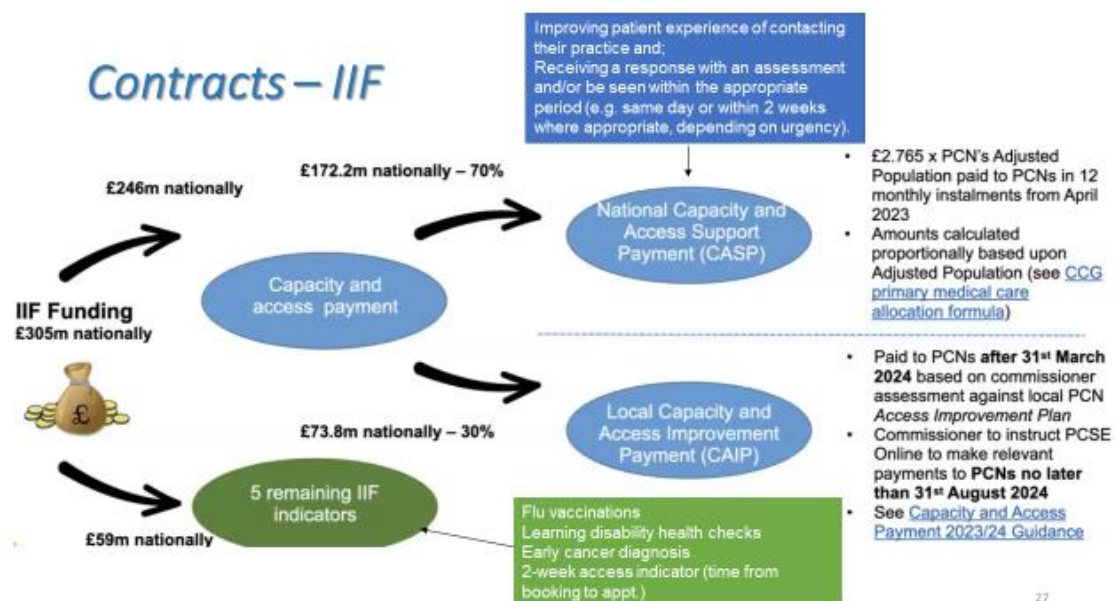 Contracts – IIF
Improving patient experience of contacting
their practice and;
Receiving a response with an assessment
and/or be seen within the appropriate
period (e.g. same day or within 2 weeks
where appropriate, depending on urgency).
£246m nationally
£172.2m nationally – 70%
IIF Funding
£305m nationally
£
Capacity and
access payment
National Capacity and
Access Support
Payment (CASP)
• £2.765 x PCN's Adjusted
Population paid to PCNs in 12
monthly instalments from April
2023
• Amounts calculated
proportionally based upon
Adjusted Population (see CCG
primary medical care
allocation formula)
£73.8m nationally – 30%
Local Capacity and
Access Improvement
Payment (CAIP)
• Paid to PCNs after 31st March
2024 based on commissioner
assessment against local PCN
Access Improvement Plan
• Commissioner to instruct PCSE
Online to make relevant
payments to PCNs no later
than 31st August 2024
• See Capacity and Access
Payment 2023/24 Guidance
£59m nationally
5 remaining IIF
indicators
Flu vaccinations
Learning disability health checks
Early cancer diagnosis
2-week access indicator (time from
booking to appt.)
27